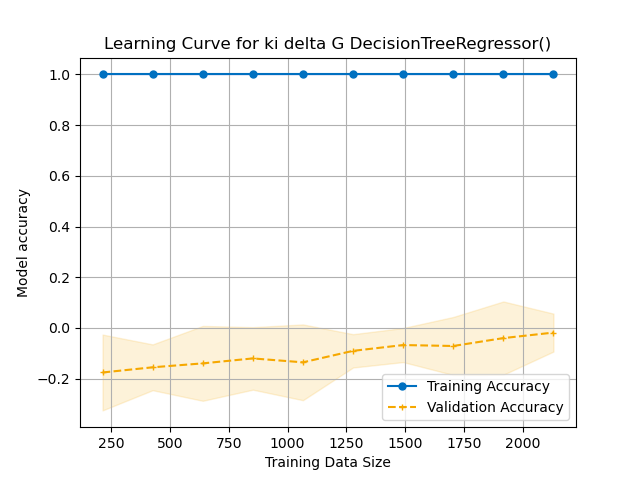 Learning Curve for ki delta G DecisionTreeRegressor()
1.0
0.8
0.6
0.4
0.2
0.0
−0.2
Model accuracy
Training Accuracy
Validation Accuracy
250 500 750 1000 1250 1500 1750 2000
Training Data Size